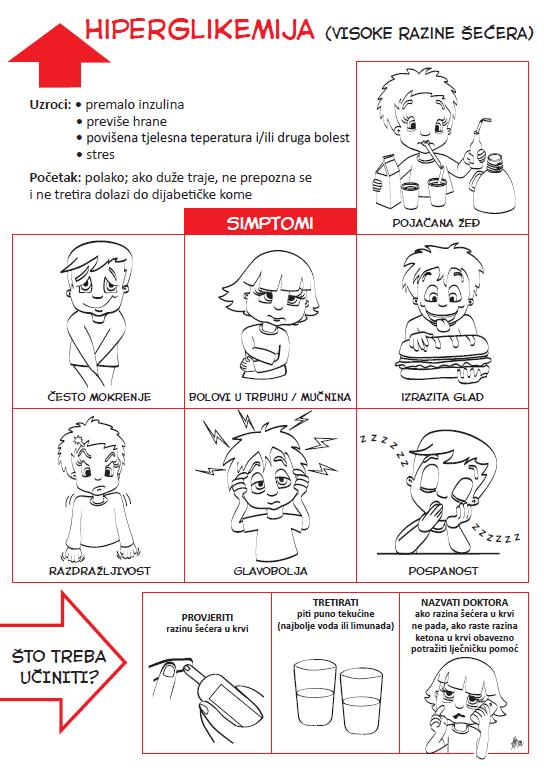 HIPERGLIKEMIJA (VISOKE RAZINE ŠEĆERA)
Uzroci: • premalo inzulina
• previše hrane
• povišena tjelesna teperatura i/ili druga bolest
• stres
Početak: polako; ako duže traje, ne prepozna se
i ne tretira dolazi do dijabetičke kome
SIMPTOMI
POJAČANA ŽEĐ
ČESTO MOKRENJE
BOLOVI U TRBUHU / MUČNINA
IZRAZITA GLAD
RAZDRAŽLJIVOST
GLAVOBOLJA
z z z z z z
z z z z z z
POSPANOST
ŠTO TREBA
UČINITI?
PROVJERITI
razinu šećera u krvi
TRETIRATI
piti puno tekućine
(najbolje voda ili limunada)
NAZVATI DOKTORA
ako razina šećera u krvi
ne pada, ako raste razina
ketona u krvi obavezno
potražiti lječničku pomoć